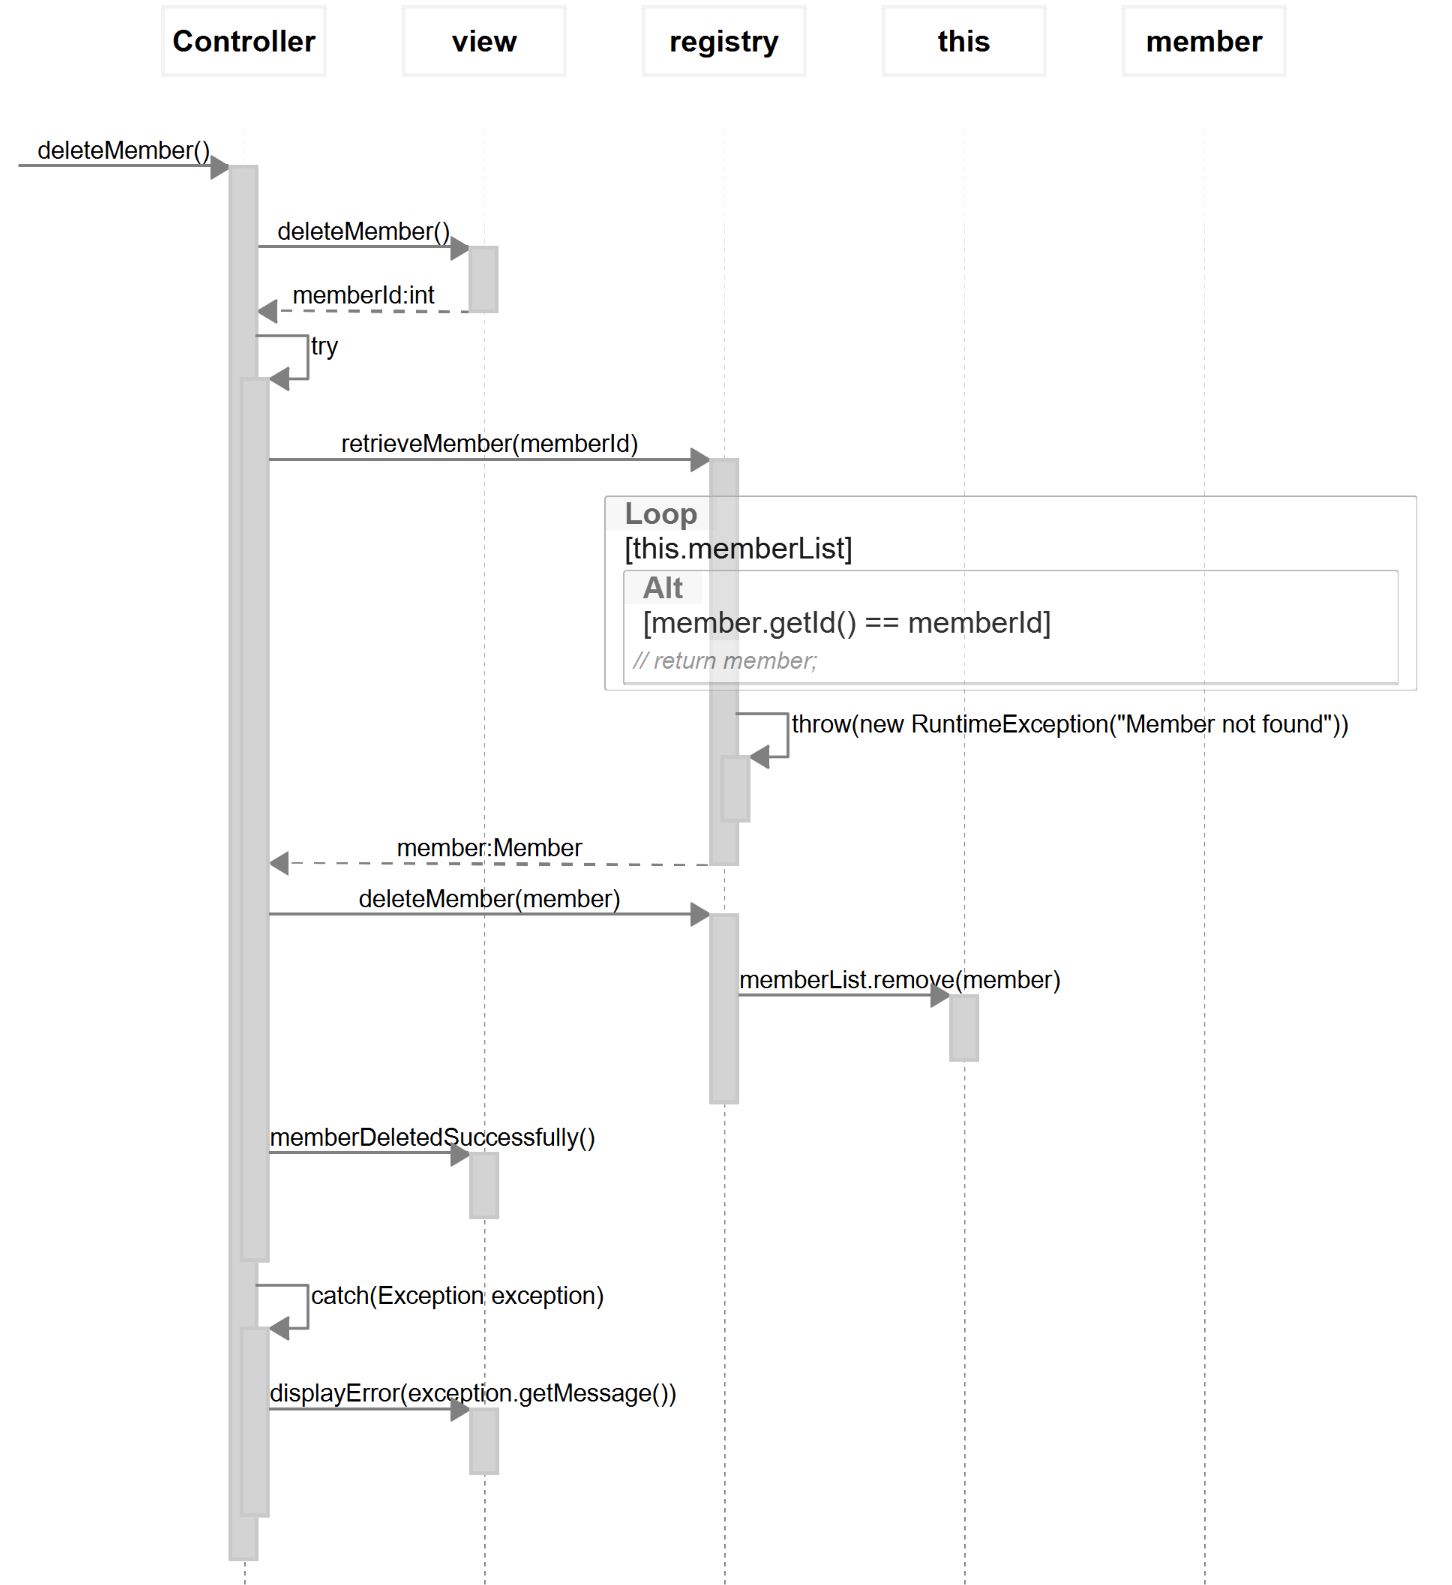 Controller
view
registry
this
member
deleteMember()
deleteMember()
memberId:int
try
retrieveMember(memberId)
Loop
[this.memberList]
Alt
[member.getId() == memberId]
// return member;
throw(new RuntimeException("Member not found"))
member:Member
deleteMember(member)
memberList.remove(member)
memberDeletedSuccessfully()
catch(Exception exception)
displayError(exception.getMessage())